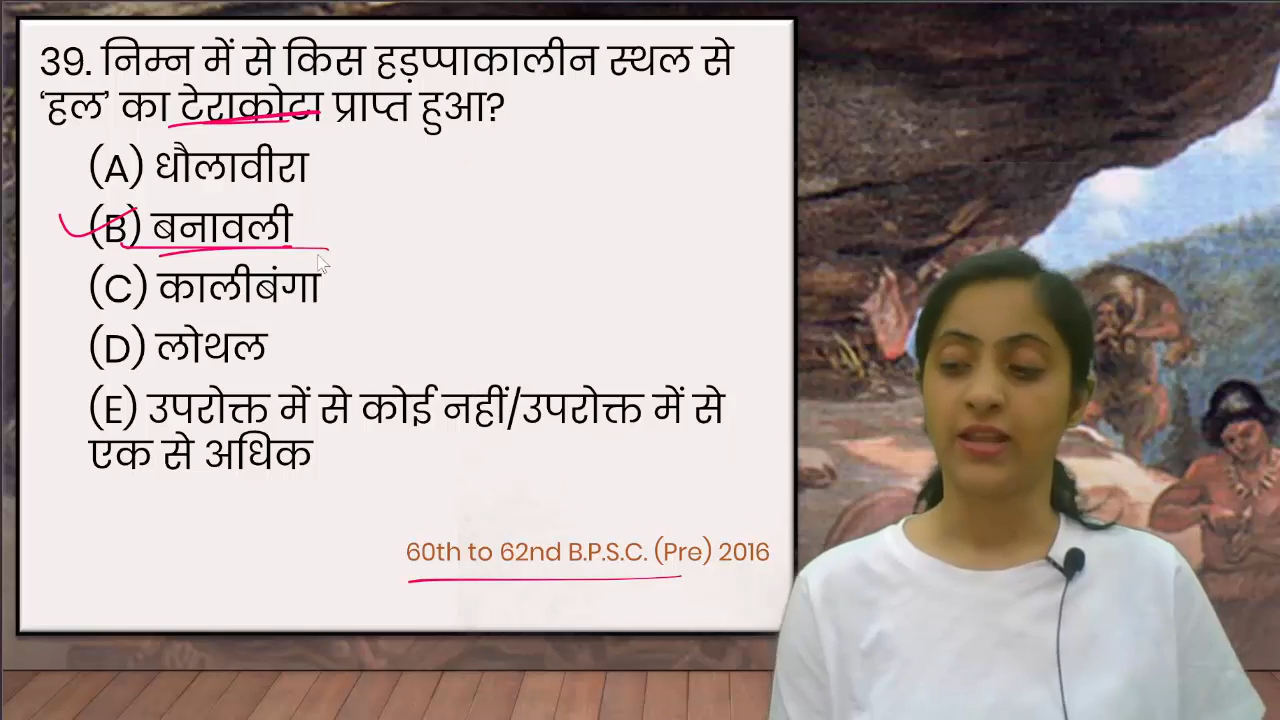 39. निम्न में से किस हड़प्पाकालीन स्थल से
‘हल’ का टेराकोटा प्राप्त हुआ?
(A) धौलावीरा
(B) बनावली
(C) कालीबंगा
(D) लोथल
(E) उपरोक्त में से कोई नहीं/उपरोक्त में से
एक से अधिक
60th to 62nd B.P.S.C. (Pre) 2016